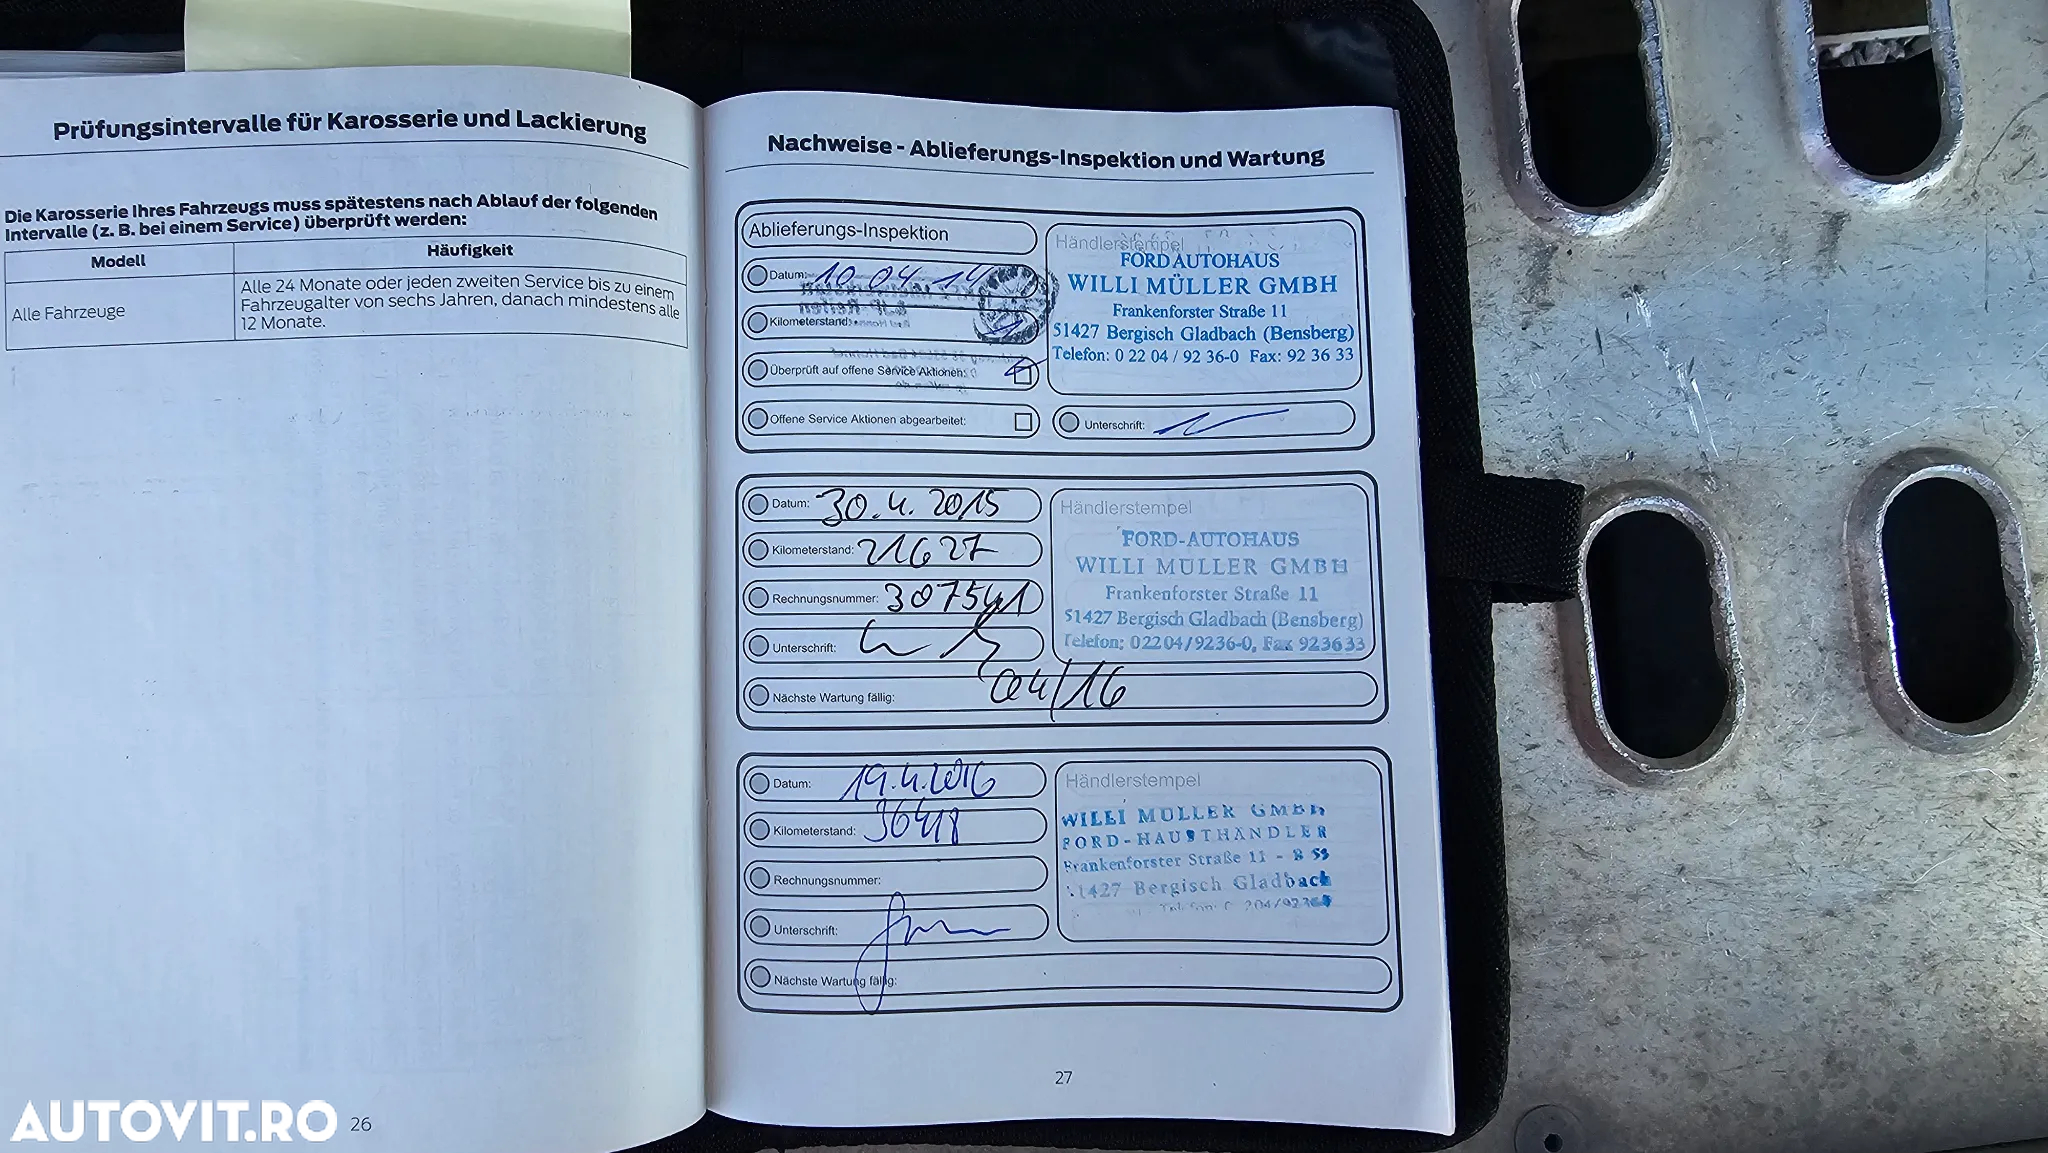 Prüfungsintervalle für Karosserie und Lackierung
Die Karosserie Ihres Fahrzeugs muss spätestens nach Ablauf der folgenden
Intervalle (z. B. bei einem Service) überprüft werden:
Modell
Häufigkeit
Alle Fahrzeuge
Alle 24 Monate oder jeden zweiten Service bis zu einem
Fahrzeugalter von sechs Jahren, danach mindestens alle
12 Monate.
26
Nachweise - Ablieferungs-Inspektion und Wartung
Ablieferungs-Inspektion
Datum: 10.04.14
Kilometerstand:
Überprüft auf offene Service Aktionen:
Offene Service Aktionen abgearbeitet:
Händlerstempel
FORD AUTOHAUS
WILLI MÜLLER GMBH
Frankenforster Straße 11
51427 Bergisch Gladbach (Bensberg)
Telefon: 0 22 04 / 92 36-0 Fax: 92 36 33
Unterschrift:
Datum: 30.4.2015
Kilometerstand: 21627
Rechnungsnummer: 307541
Unterschrift:
Nächste Wartung fällig: 04/16
Händlerstempel
FORD-AUTOHAUS
WILLI MÜLLER GMBH
Frankenforster Straße 11
51427 Bergisch Gladbach (Bensberg)
Telefon: 02204/9236-0, Fax 923633
Datum: 19.4.2016
Kilometerstand: 36418
Rechnungsnummer:
Unterschrift:
Nächste Wartung fällig:
Händlerstempel
WILLI MÜLLER GMBH
FORD-HAUPTHÄNDLER
Frankenforster Straße 11 -
51427 Bergisch Gladbach
27
AUTOVIT.RO